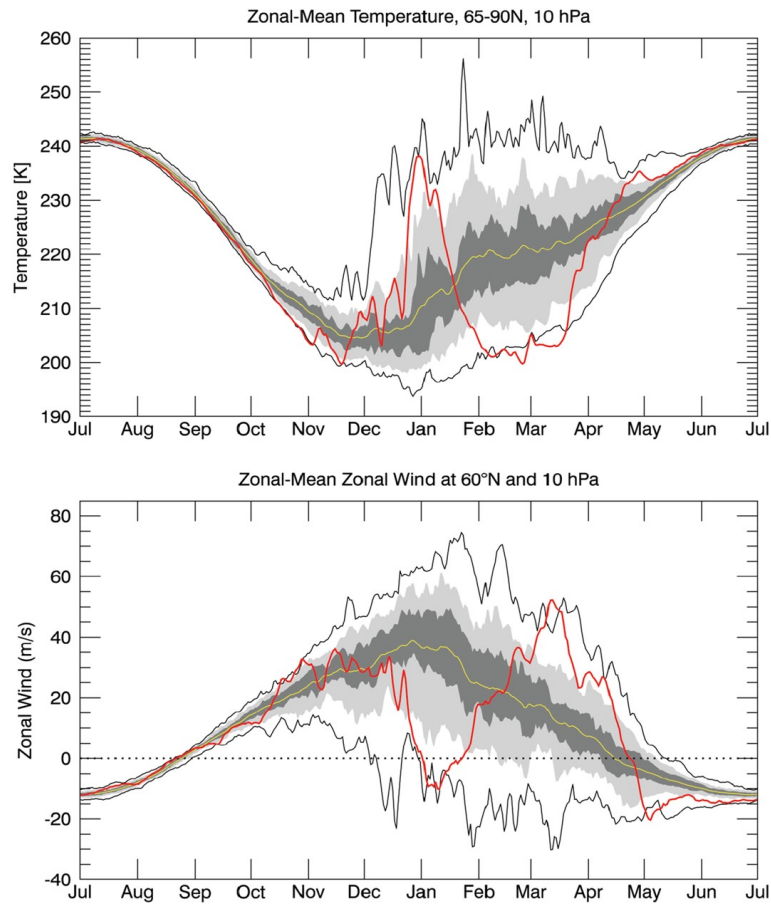 Zonal-Mean Temperature, 65-90N, 10 hPa
260
250
240
230
220
210
200
190
Temperature [K]
Jul Aug Sep Oct Nov Dec Jan Feb Mar Apr May Jun Jul
Zonal-Mean Zonal Wind at 60°N and 10 hPa
80
60
40
20
0
-20
-40
Zonal Wind (m/s)
Jul Aug Sep Oct Nov Dec Jan Feb Mar Apr May Jun Jul